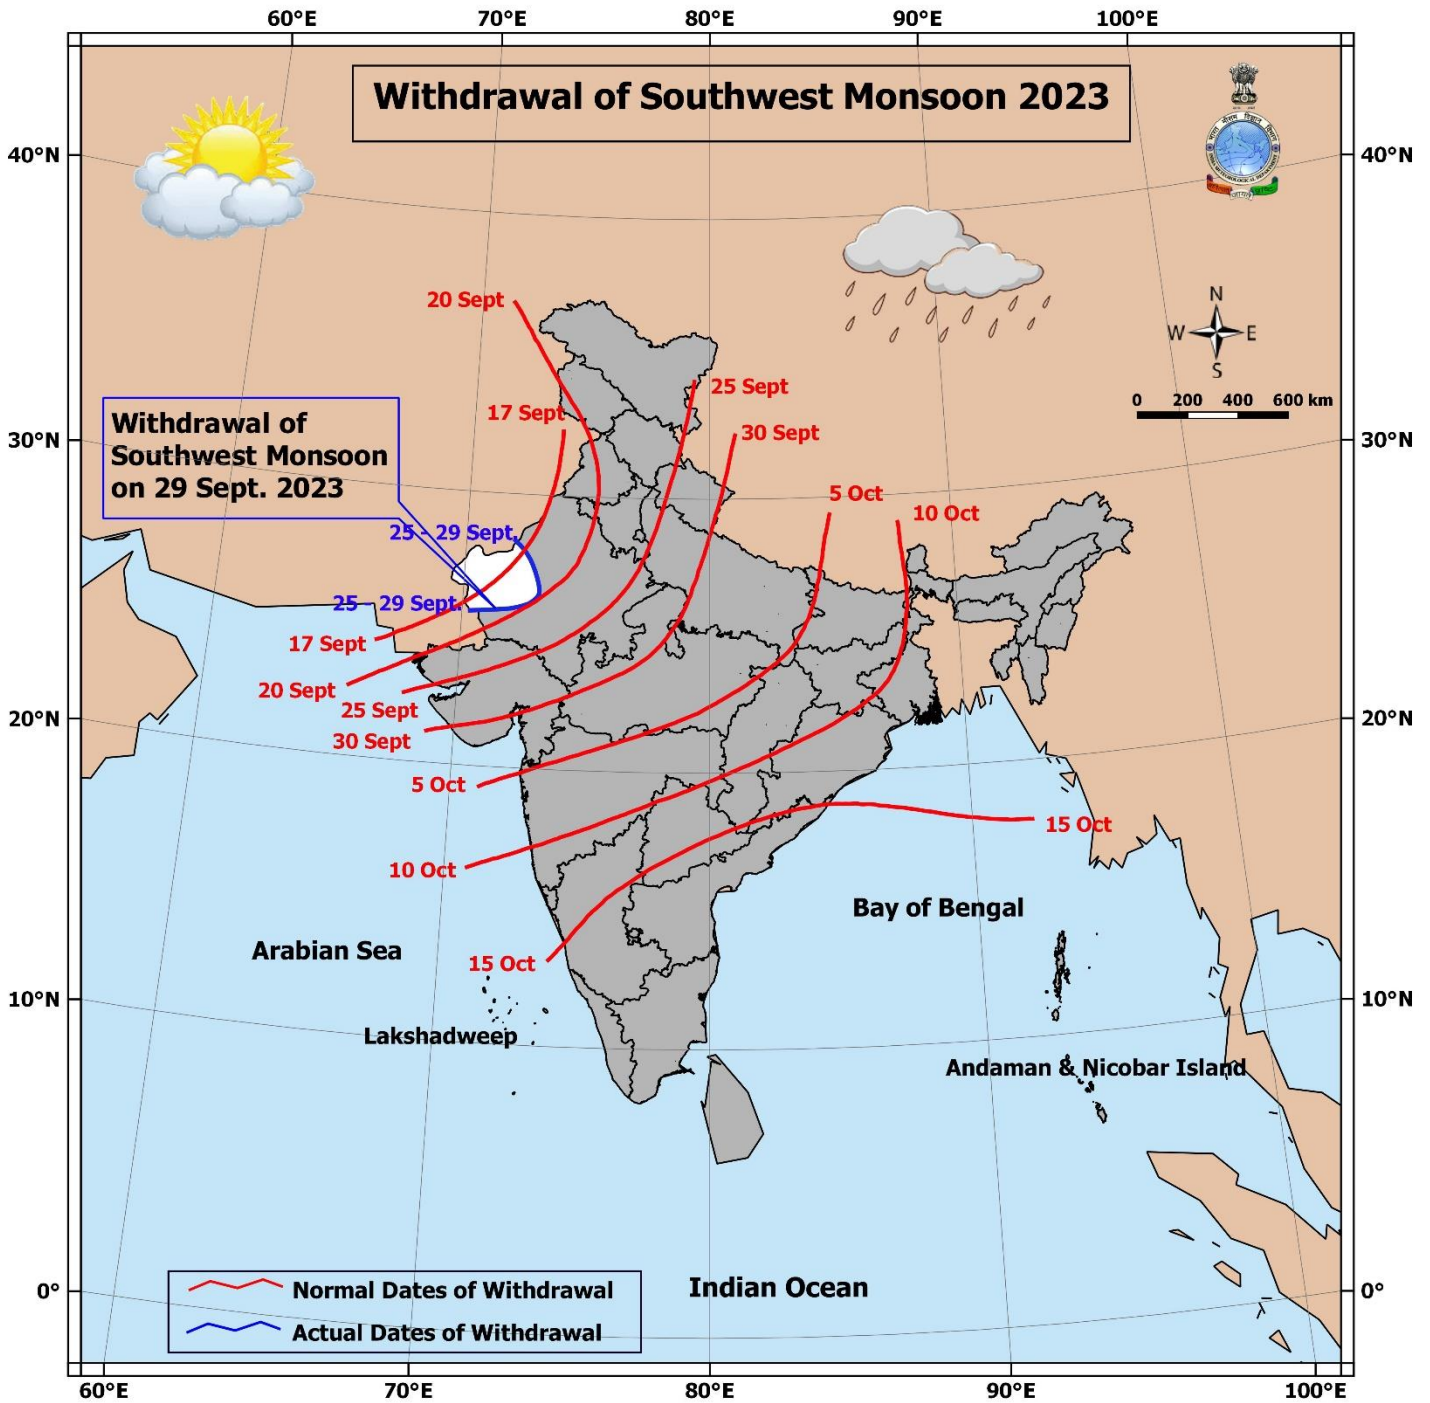 60°E 70°E 80°E 90°E 100°E
Withdrawal of Southwest Monsoon 2023
40°N 40°N
N
W E
S
20 Sept
25 Sept
0 200 400 600 km
17 Sept
Withdrawal of
Southwest Monsoon
on 29 Sept. 2023
30 Sept
30°N 30°N
5 Oct
10 Oct
25 - 29 Sept.
25 - 29 Sept.
17 Sept
20 Sept
25 Sept
20°N 20°N
30 Sept
5 Oct
15 Oct
10 Oct
Bay of Bengal
Arabian Sea
15 Oct
10°N 10°N
Lakshadweep
Andaman & Nicobar Island
Indian Ocean
0° 0°
Normal Dates of Withdrawal
Actual Dates of Withdrawal
60°E 70°E 80°E 90°E 100°E